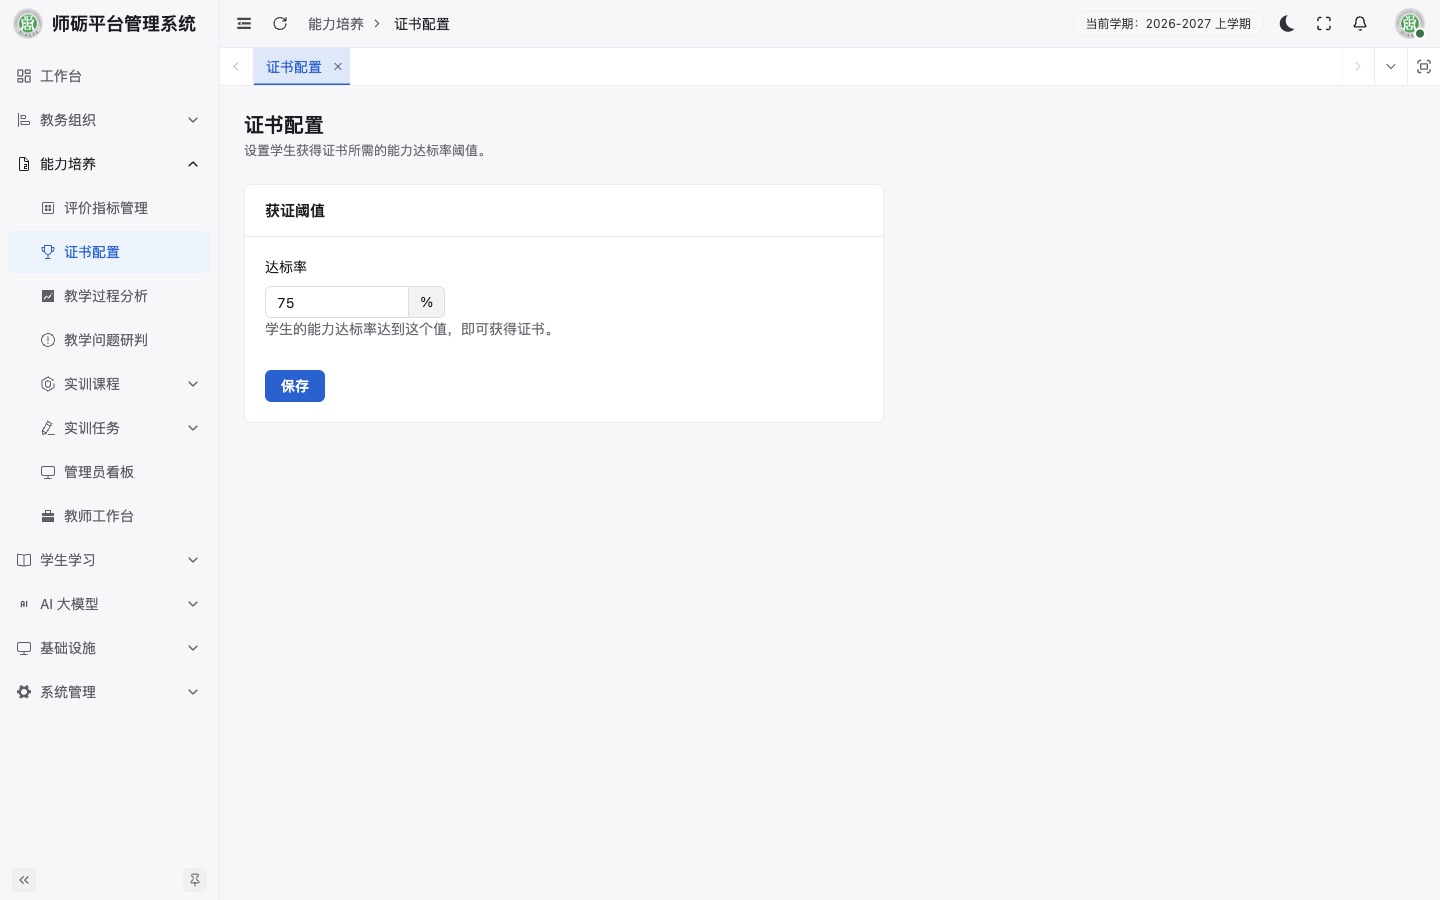 师砺平台管理系统
能力培养 > 证书配置
当前学期：2026-2027 上学期
证书配置
工作台
教务组织
能力培养
评价指标管理
证书配置
教学过程分析
教学问题研判
实训课程
实训任务
管理员看板
教师工作台
学生学习
AI AI 大模型
基础设施
系统管理
证书配置
设置学生获得证书所需的能力达标率阈值。
获证阈值
达标率
75 %
学生的能力达标率达到这个值，即可获得证书。
保存